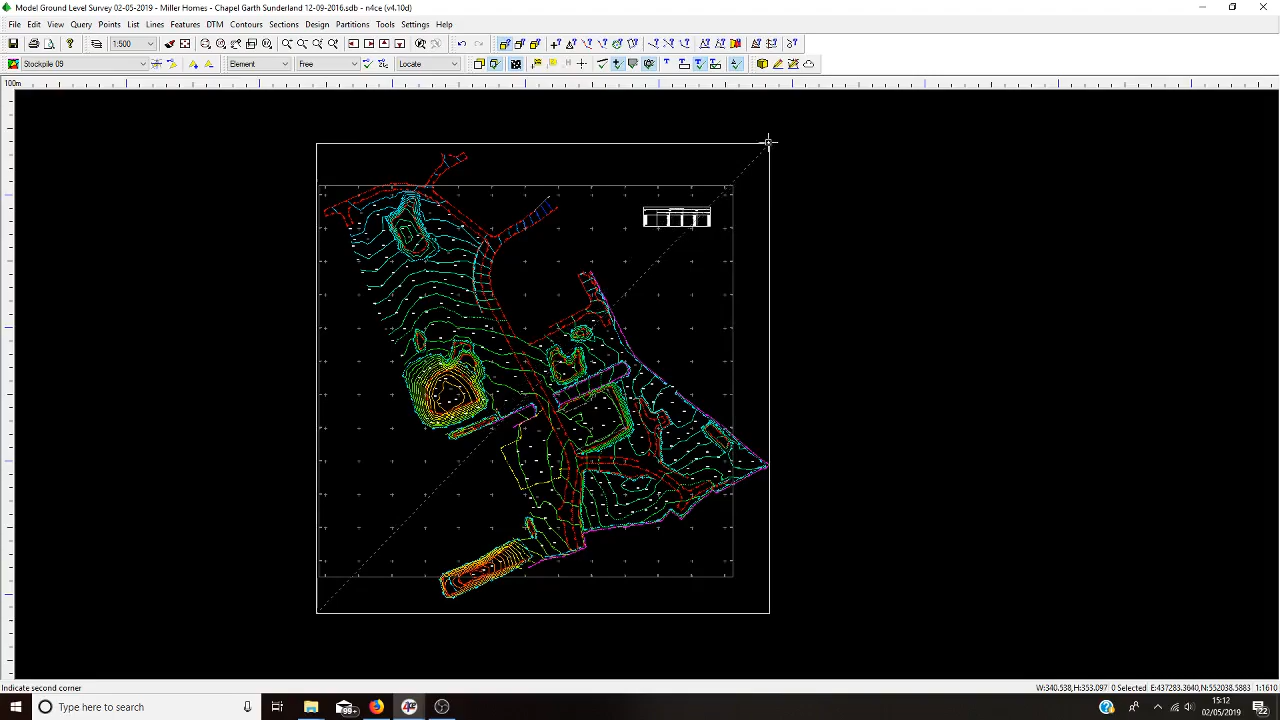 Model Ground Level Survey 02-05-2019 - Miller Homes - Chapel Garth Sunderland 12-09-2016.sdb - n4ce (v4.10d)
File Edit View Query Points List Lines Features DTM Contours Sections Design Partitions Tools Settings Help
1:500
Stockpile 09 Element Free Locate
100m
Indicate second corner W:340.538,H:353.097 0 Selected E:437283.3640, N:552038.5883 1:1610
Type here to search 99+ 15:12
02/05/2019 22